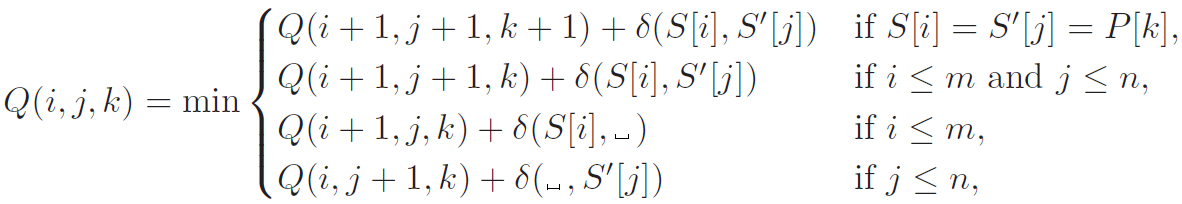 Q(i + 1, j + 1, k + 1) + δ(S[i], S′[j]) if S[i] = S′[j] = P[k],
Q(i + 1, j + 1, k) + δ(S[i], S′[j]) if i ≤ m and j ≤ n,
Q(i, j, k) = min
Q(i + 1, j, k) + δ(S[i], ␣) if i ≤ m,
Q(i, j + 1, k) + δ(␣, S′[j]) if j ≤ n,